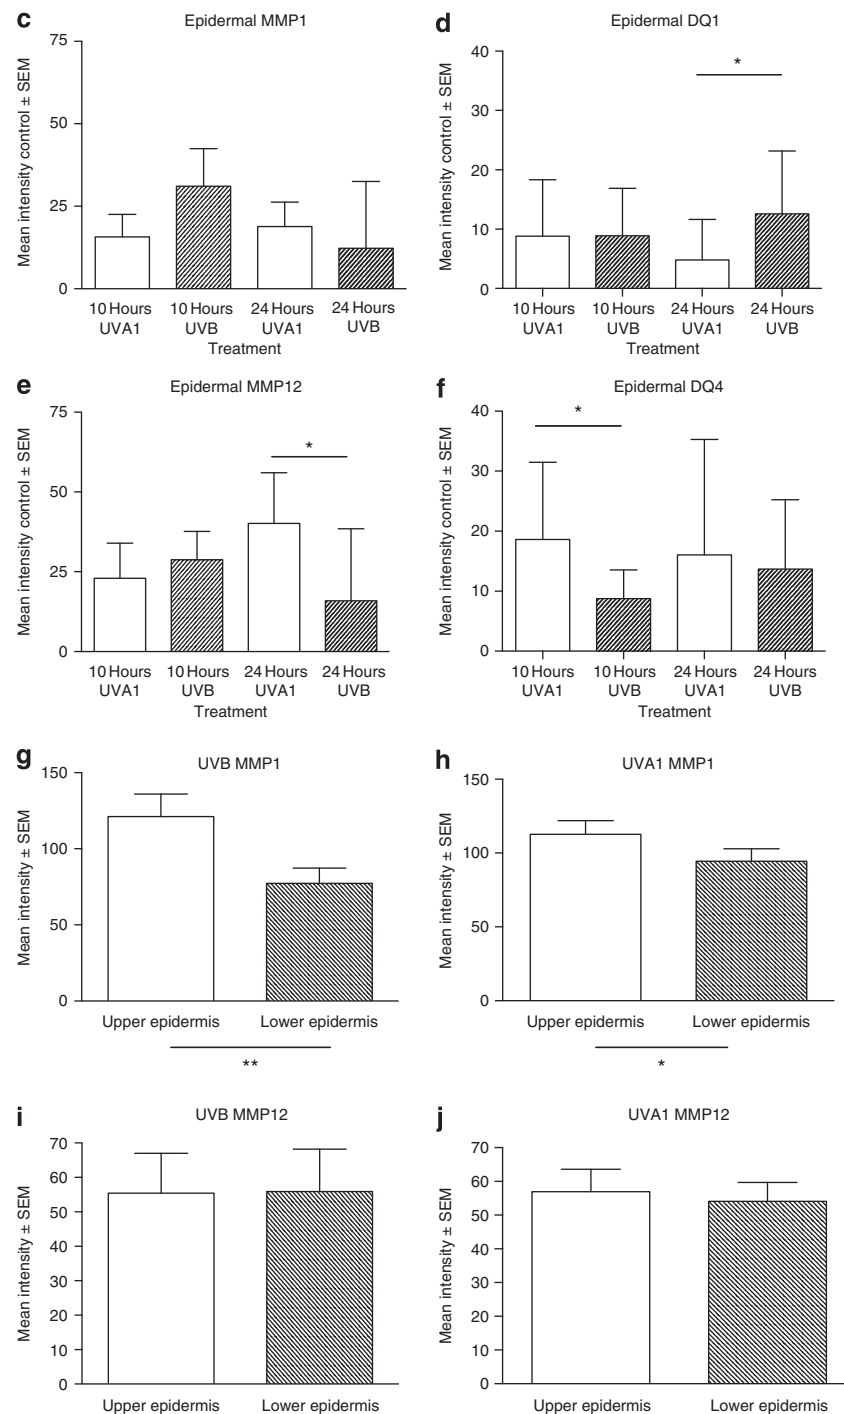 c
Epidermal MMP1
Mean intensity control ± SEM
75
50
25
0
10 Hours UVA1
10 Hours UVB
24 Hours UVA1
24 Hours UVB
Treatment
d
Epidermal DQ1
Mean intensity control ± SEM
40
30
20
10
0
*
10 Hours UVA1
10 Hours UVB
24 Hours UVA1
24 Hours UVB
Treatment
e
Epidermal MMP12
Mean intensity control ± SEM
75
50
25
0
*
10 Hours UVA1
10 Hours UVB
24 Hours UVA1
24 Hours UVB
Treatment
f
Epidermal DQ4
Mean intensity control ± SEM
40
30
20
10
0
*
10 Hours UVA1
10 Hours UVB
24 Hours UVA1
24 Hours UVB
Treatment
g
UVB MMP1
Mean intensity ± SEM
150
100
50
0
Upper epidermis
Lower epidermis
**
h
UVA1 MMP1
Mean intensity ± SEM
150
100
50
0
Upper epidermis
Lower epidermis
*
i
UVB MMP12
Mean intensity ± SEM
70
60
50
40
30
20
10
0
Upper epidermis
Lower epidermis
j
UVA1 MMP12
Mean intensity ± SEM
70
60
50
40
30
20
10
0
Upper epidermis
Lower epidermis